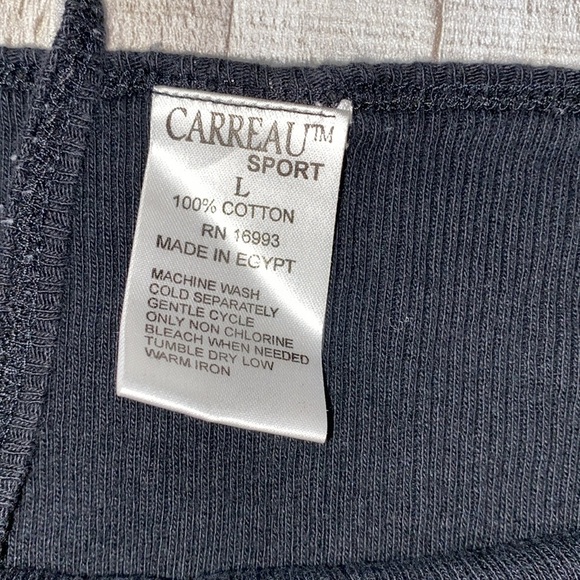 CARREAU™
SPORT
L
100% COTTON
RN 16993
MADE IN EGYPT
MACHINE WASH
COLD SEPARATELY
GENTLE CYCLE
ONLY NON CHLORINE
BLEACH WHEN NEEDED
TUMBLE DRY LOW
WARM IRON